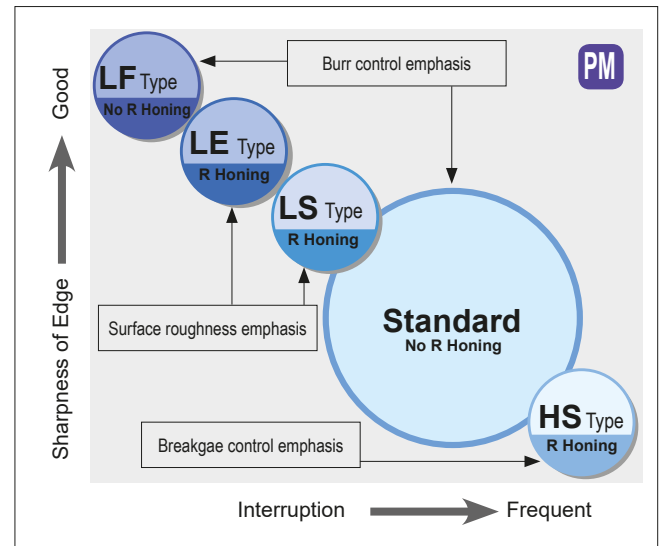 Good
Sharpness of Edge
LF Type
No R Honing
Burr control emphasis
PM
LE Type
R Honing
LS Type
R Honing
Surface roughness emphasis
Standard
No R Honing
HS Type
R Honing
Breakgae control emphasis
Interruption
Frequent